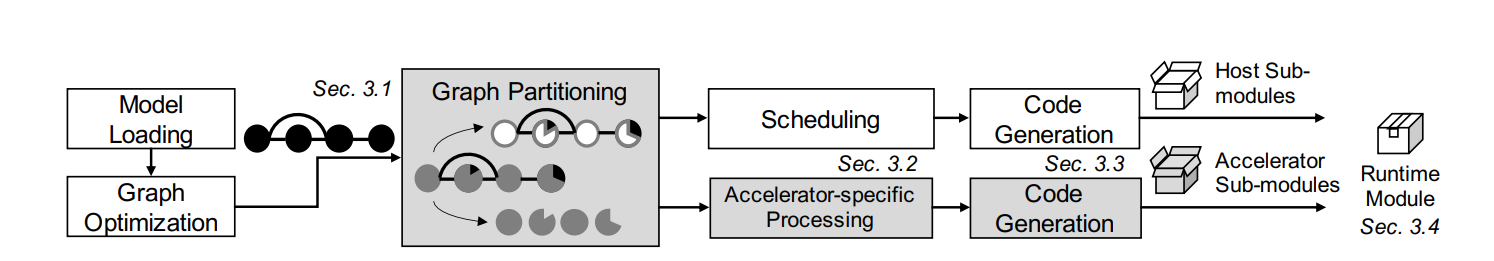 Model
Loading
Graph
Optimization
Sec. 3.1
Graph Partitioning
Scheduling
Sec. 3.2
Accelerator-specific
Processing
Code
Generation
Sec. 3.3
Code
Generation
Host Sub-
modules
Accelerator
Sub-modules
Runtime
Module
Sec. 3.4